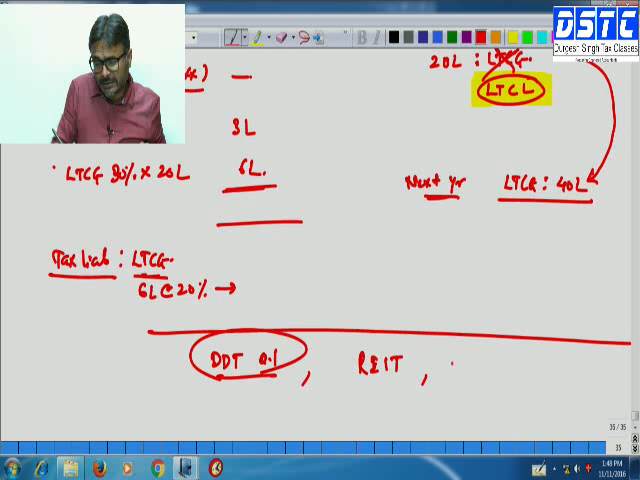 DSTC
Durgesh Singh Tax Classes
20L : LTCG
LTCL
3L
LTCG 30% × 20L 6L.
Next yr LTCG : 40L
Tax liab : LTCG
6L @ 20% →
DDT Q.1 , REIT ,
35 / 35
35
1:48 PM
11/11/2016